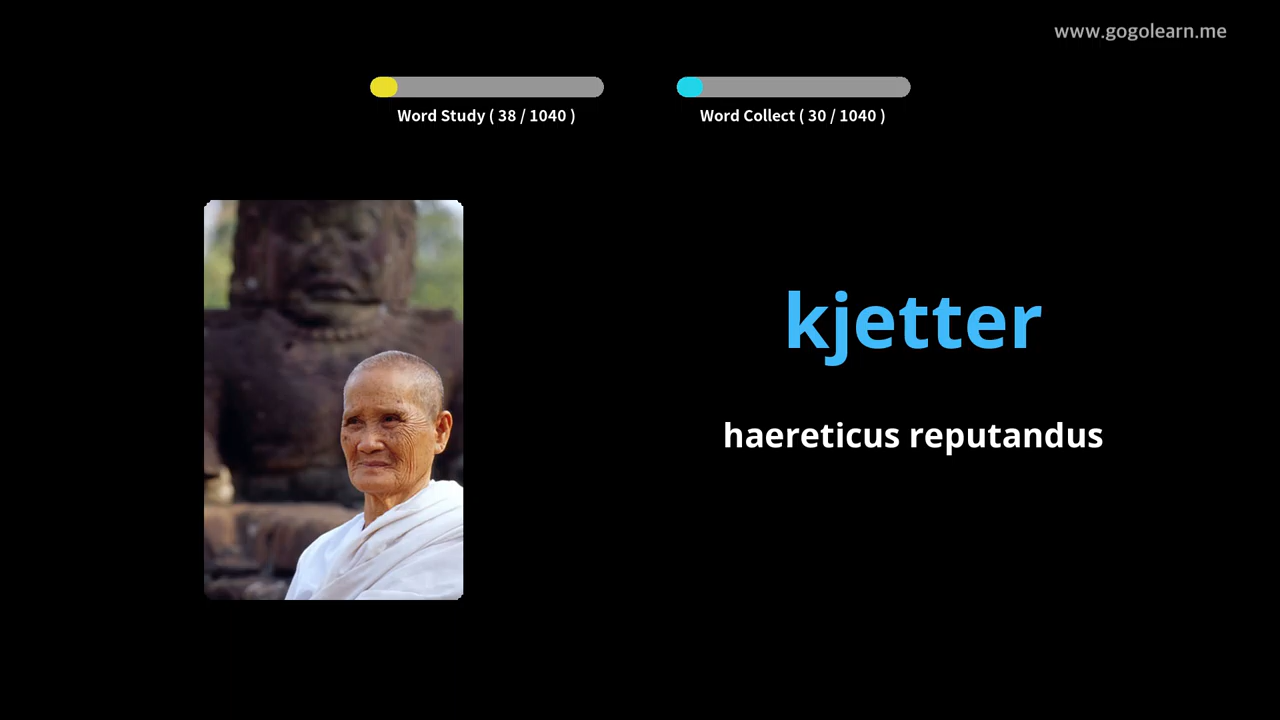 www.gogolearn.me
Word Study ( 38 / 1040 )
Word Collect ( 30 / 1040 )
kjetter
haereticus reputandus